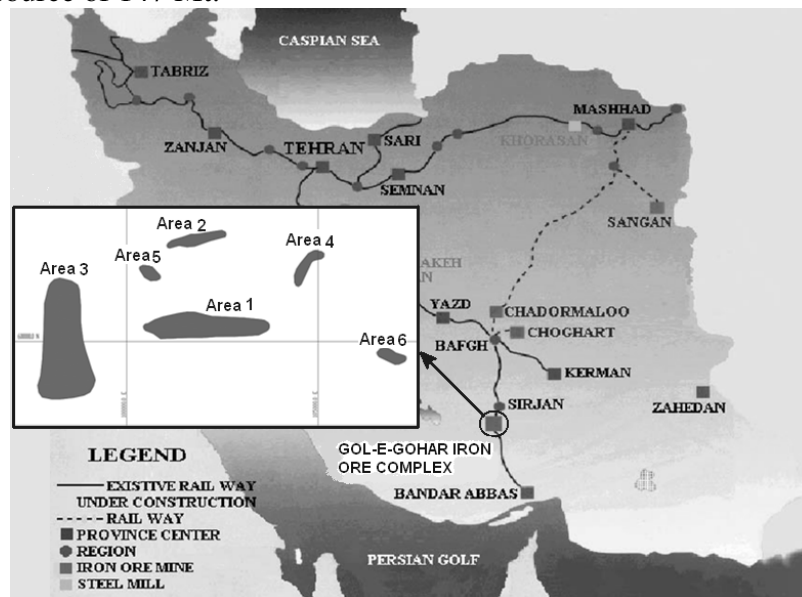 CASPIAN SEA
TABRIZ
MASHHAD
ZANJAN
SARI
KHORASAN
TEHRAN
SEMNAN
SANGAN
Area 2
Area 4
Area 5
Area 3
AKEH
AN
Area 1
YAZD
CHADORMALOO
CHOGHART
Area 6
BAFGH
KERMAN
SIRJAN
ZAHEDAN
GOL-E-GOHAR IRON
ORE COMPLEX
BANDAR ABBAS
PERSIAN GOLF
LEGEND
EXISTIVE RAIL WAY
UNDER CONSTRUCTION
RAIL WAY
PROVINCE CENTER
REGION
IRON ORE MINE
STEEL MILL